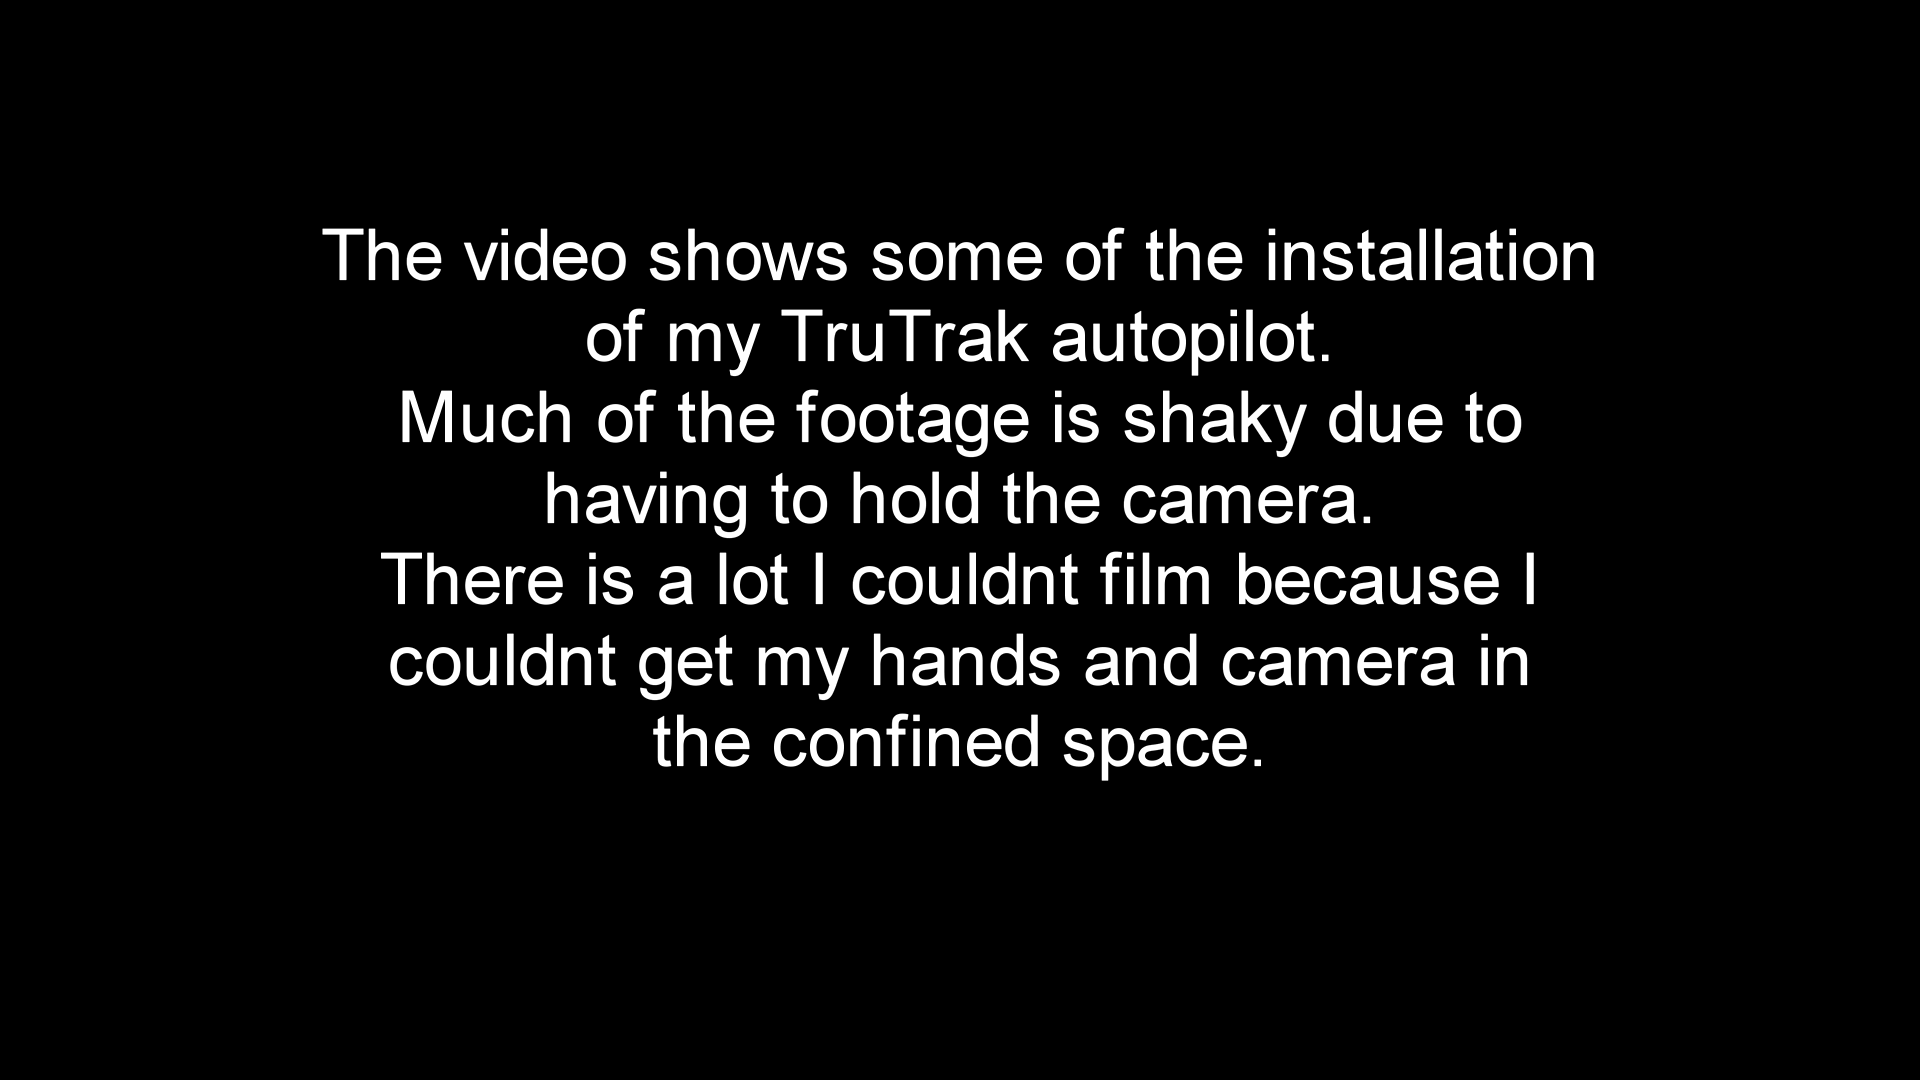 The video shows some of the installation
of my TruTrak autopilot.
Much of the footage is shaky due to
having to hold the camera.
There is a lot I couldnt film because I
couldnt get my hands and camera in
the confined space.